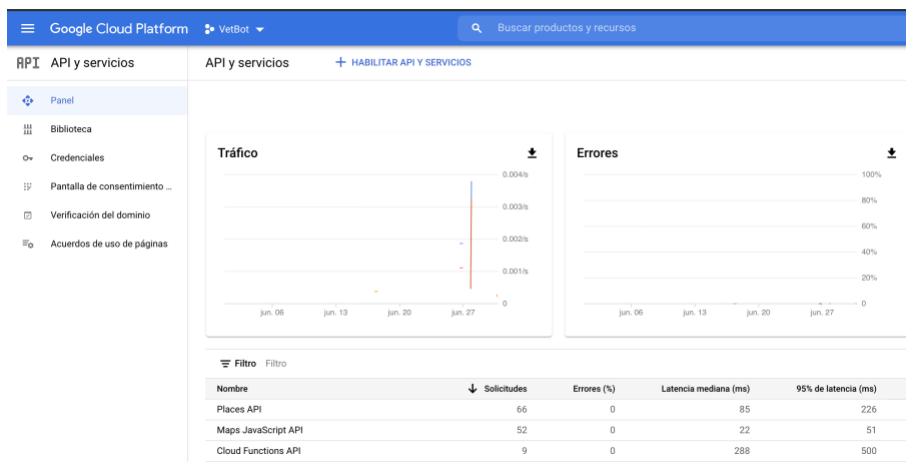 Google Cloud Platform VetBot Buscar productos y recursos
API API y servicios
API y servicios + HABILITAR API Y SERVICIOS
Panel
Biblioteca
Credenciales
Pantalla de consentimiento ...
Verificación del dominio
Acuerdos de uso de páginas
Tráfico
0.004/s
0.003/s
0.002/s
0.001/s
0
jun. 06 jun. 13 jun. 20 jun. 27
Errores
100%
80%
60%
40%
20%
0
jun. 06 jun. 13 jun. 20 jun. 27
Filtro Filtro
Nombre Solicitudes Errores (%) Latencia mediana (ms) 95% de latencia (ms)
Places API 66 0 85 226
Maps JavaScript API 52 0 22 51
Cloud Functions API 9 0 288 500